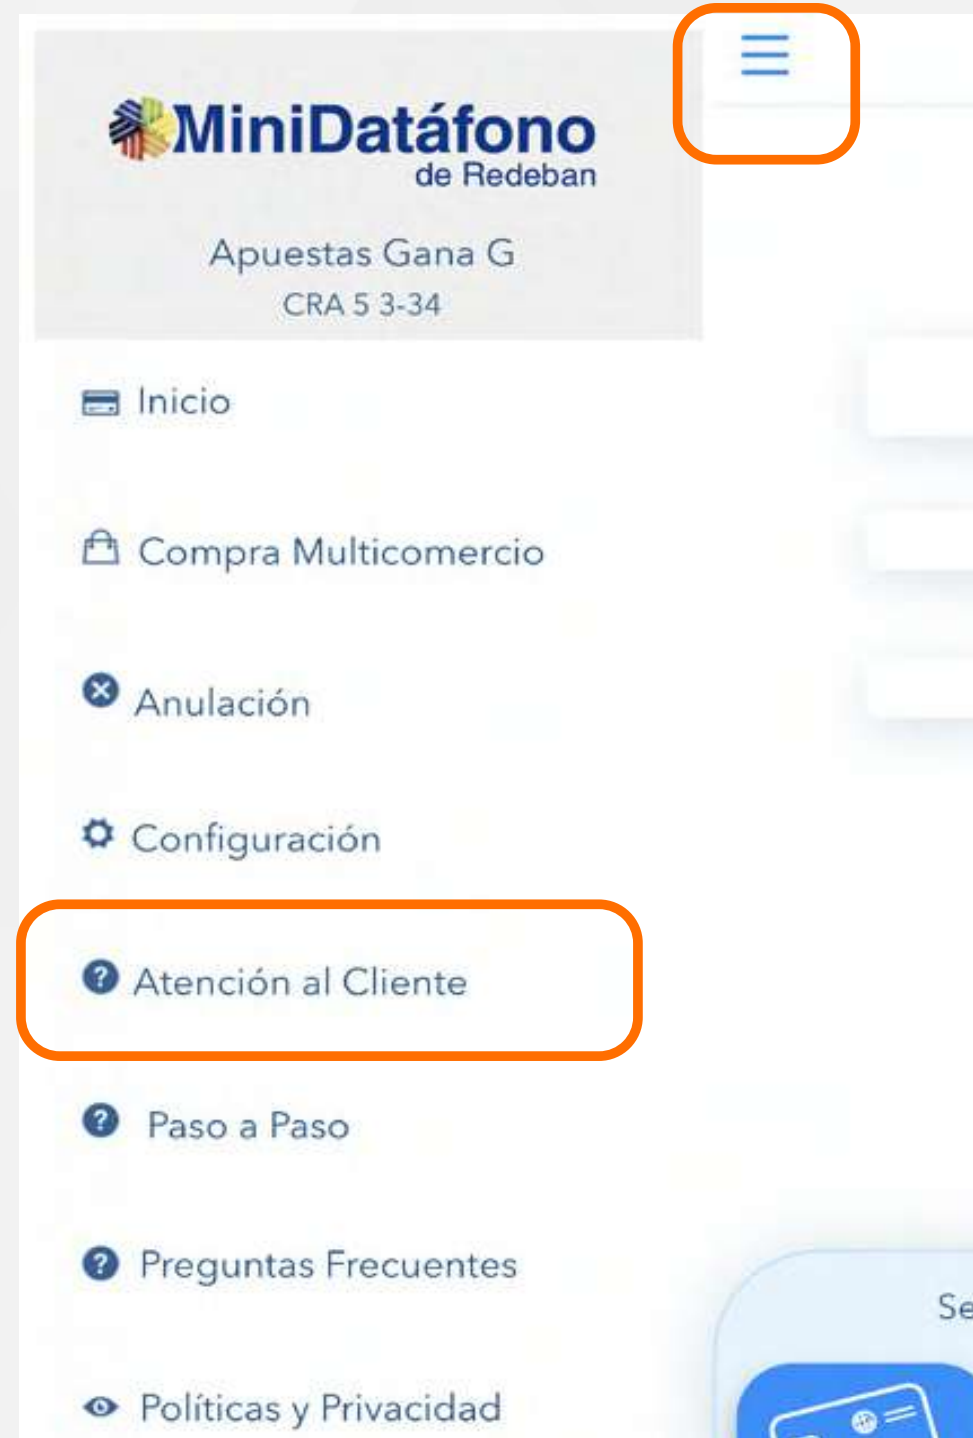 MiniDatáfono
de Redeban
Apuestas Gana G
CRA 5 3-34
Inicio
Compra Multicomercio
Anulación
Configuración
Atención al Cliente
Paso a Paso
Preguntas Frecuentes
Se
Políticas y Privacidad